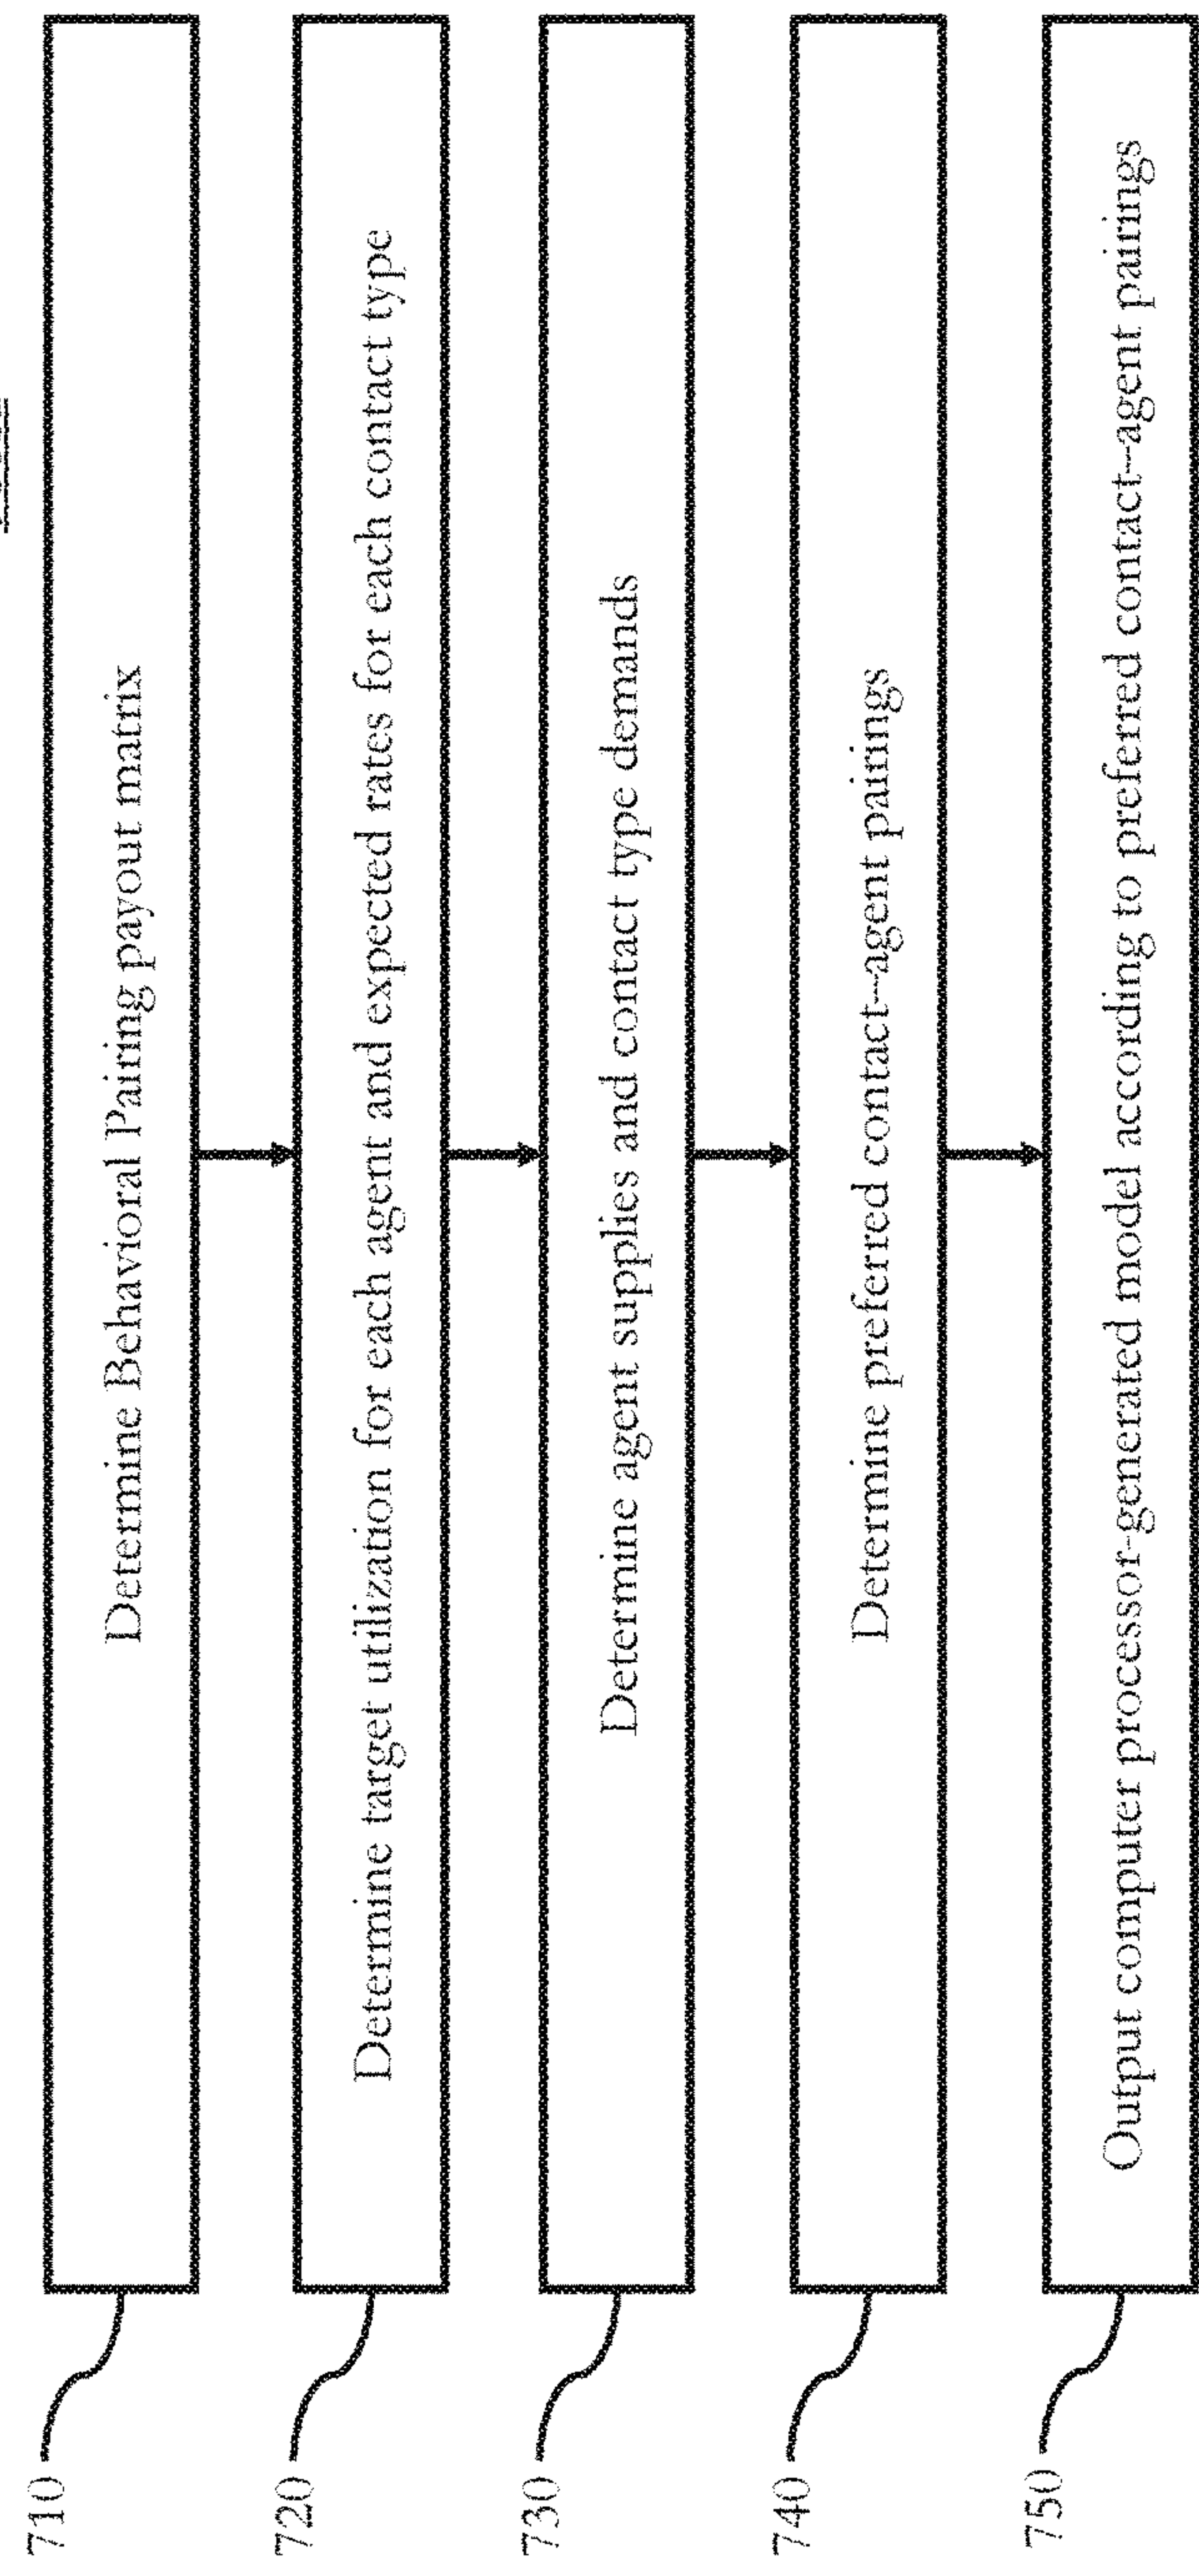 710
Determine Behavioral Pairing payout matrix
720
Determine target utilization for each agent and expected rates for each contact type
730
Determine agent supplies and contact type demands
740
Determine preferred contact--agent pairings
750
Output computer processor-generated model according to preferred contact--agent pairings